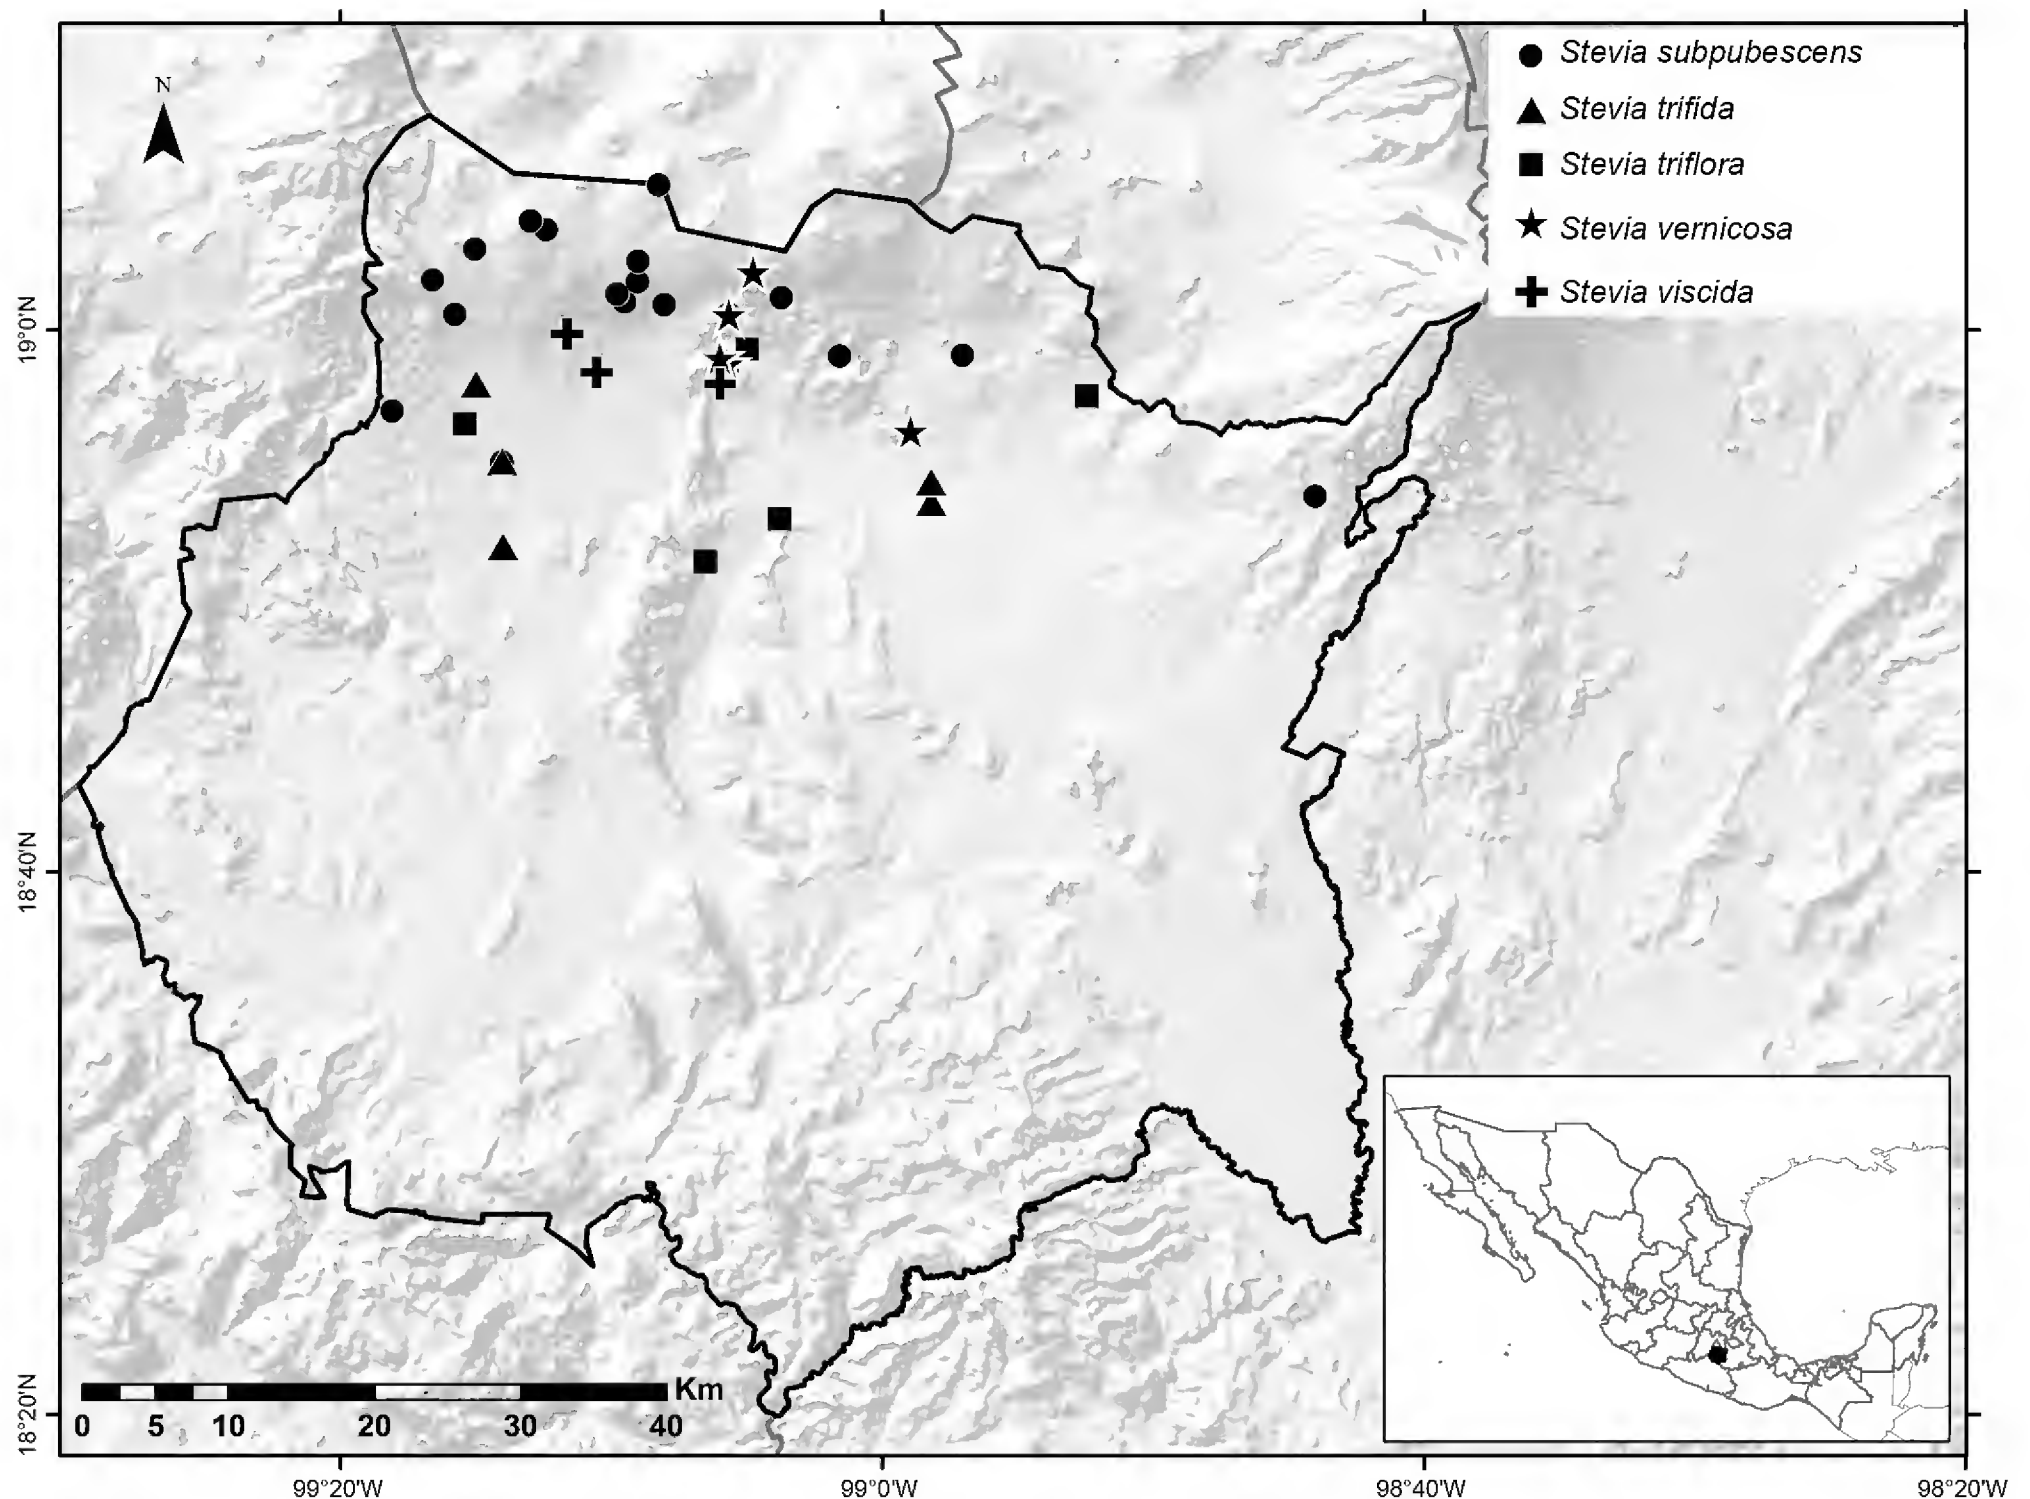 N
Stevia subpubescens
Stevia trifida
Stevia triflora
Stevia vernicosa
Stevia viscida
19°0'N
18°40'N
18°20'N
Km
0 5 10 20 30 40
99°20'W 99°0'W 98°40'W 98°20'W